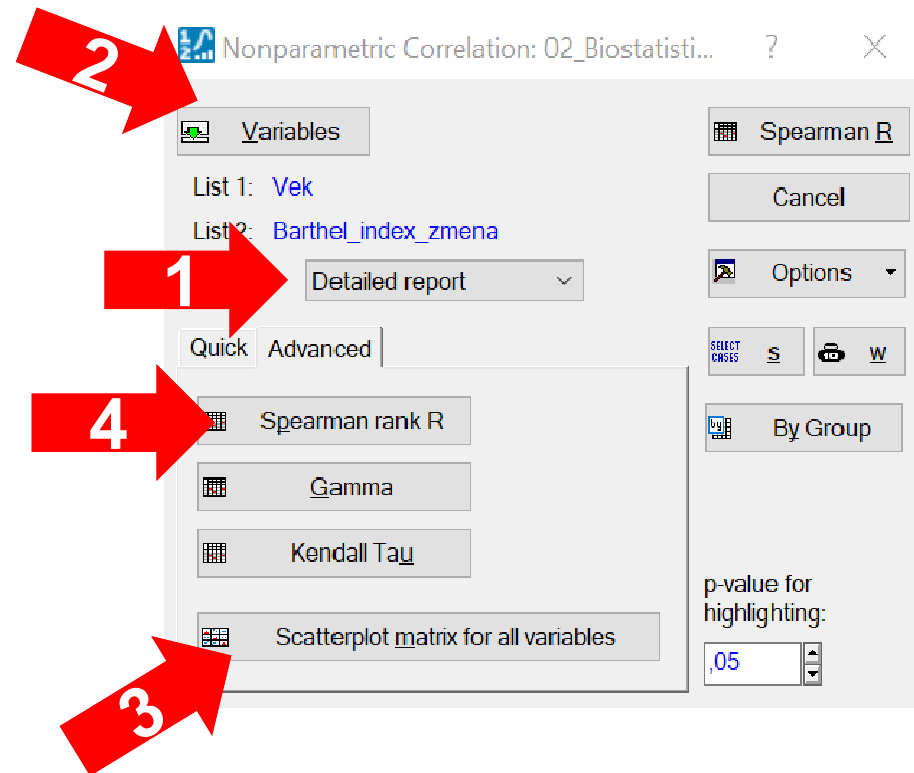 2
Nonparametric Correlation: 02_Biostatisti... ?
Variables
Spearman R
List 1: Vek
Cancel
List 2: Barthel_index_zmena
1
Detailed report
Options
Quick Advanced
SELECT CASES S W
4
Spearman rank R
By Group
Gamma
Kendall Tau
p-value for
highlighting:
Scatterplot matrix for all variables
,05
3